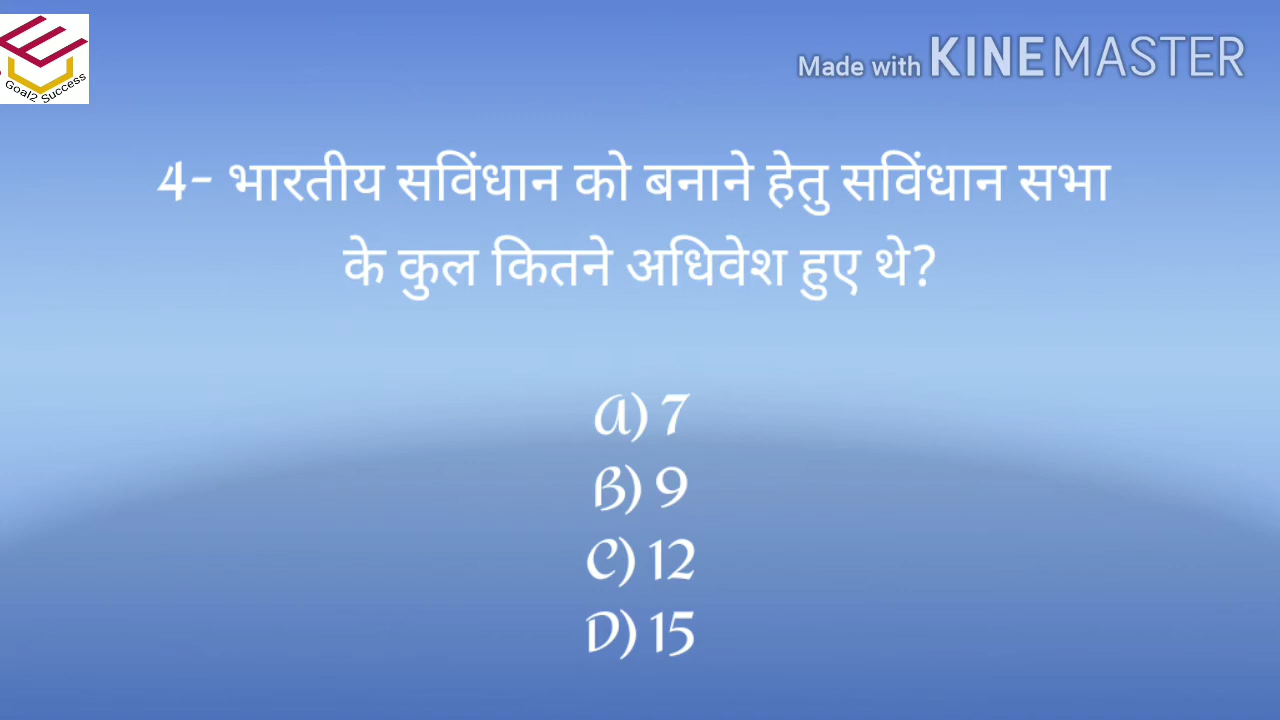 Goal2 Success
Made with KINEMASTER
4- भारतीय सविंधान को बनाने हेतु सविंधान सभा
के कुल कितने अधिवेश हुए थे?
A) 7
B) 9
C) 12
D) 15